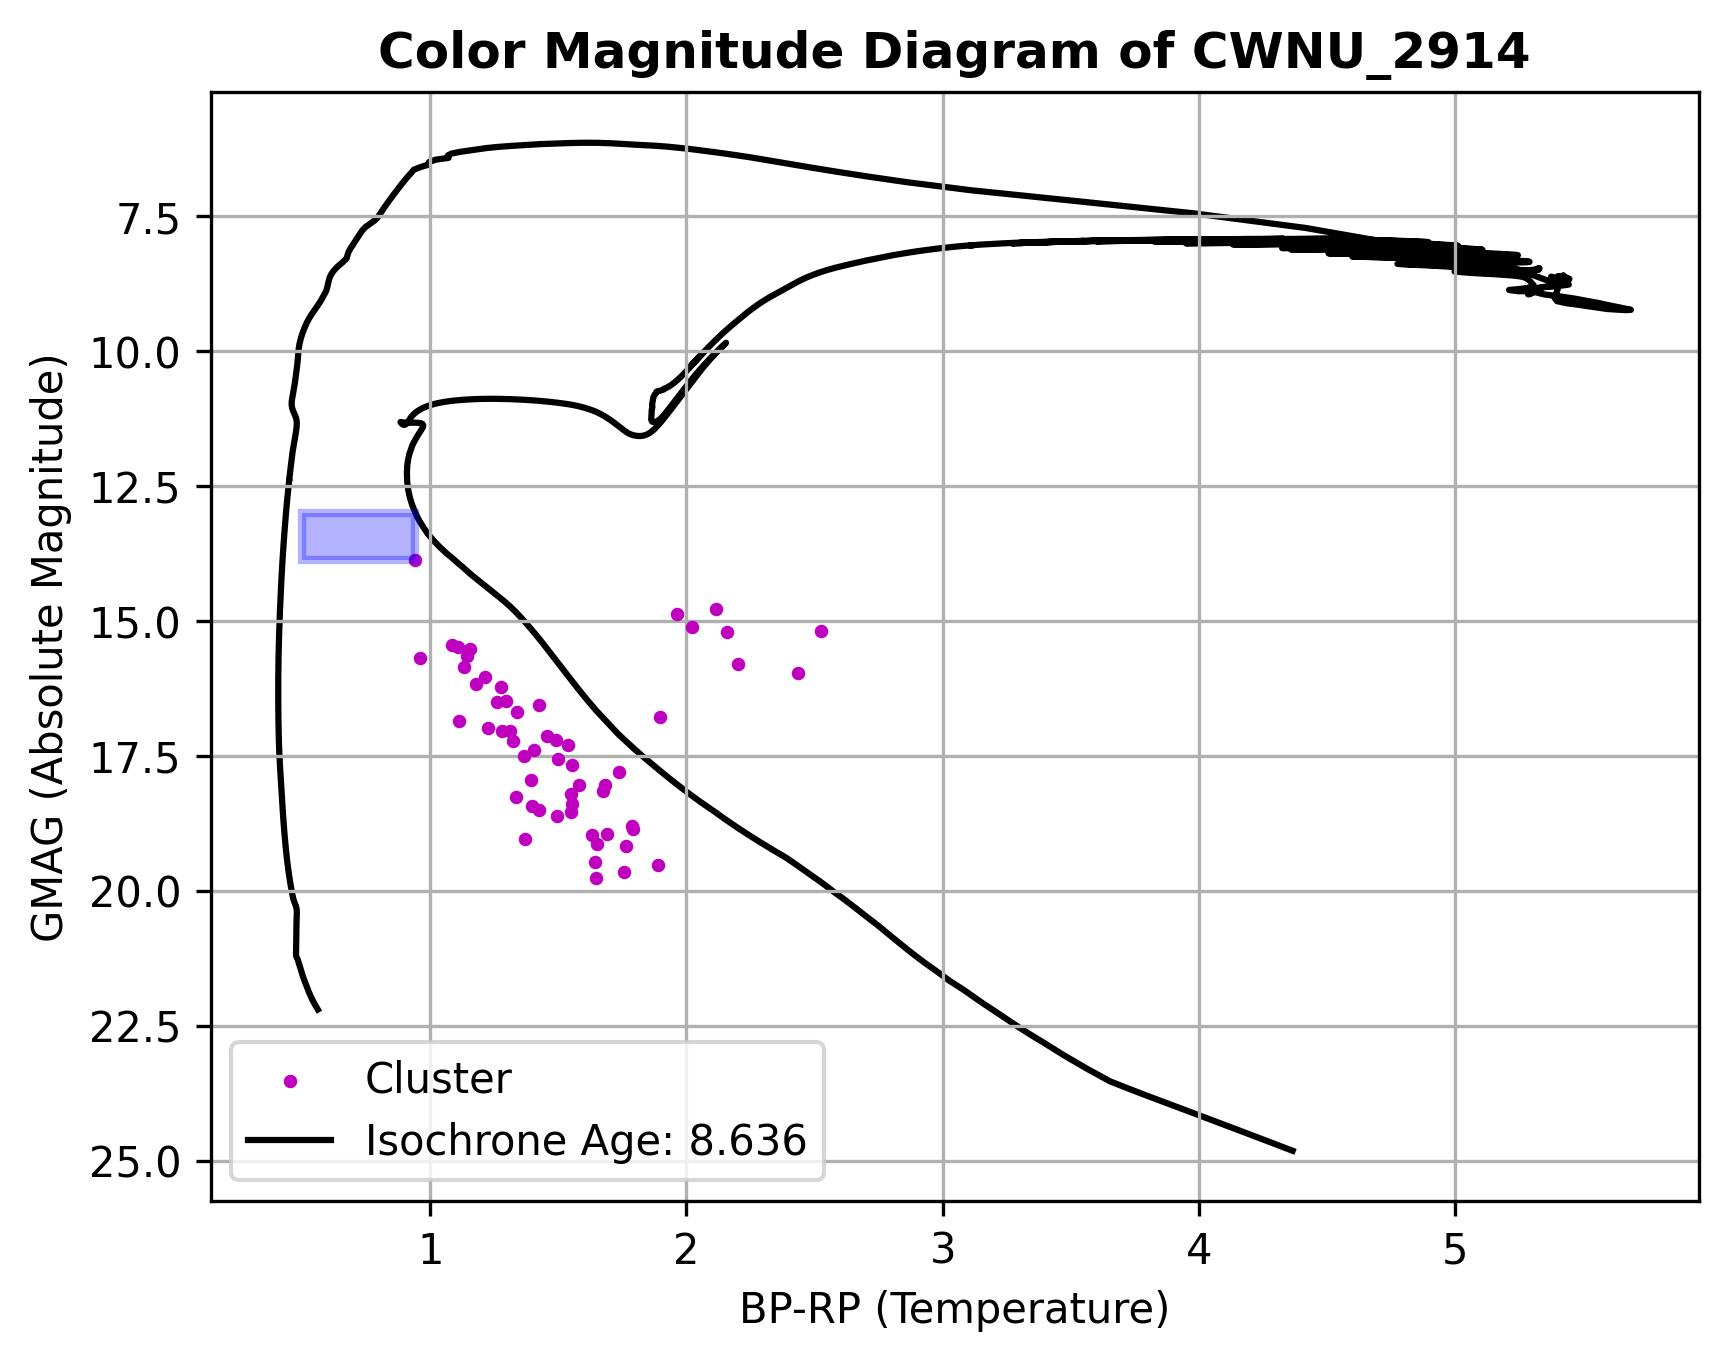 Color Magnitude Diagram of CWNU_2914
GMAG (Absolute Magnitude)
7.5
10.0
12.5
15.0
17.5
20.0
22.5
25.0
Cluster
Isochrone Age: 8.636
1 2 3 4 5
BP-RP (Temperature)